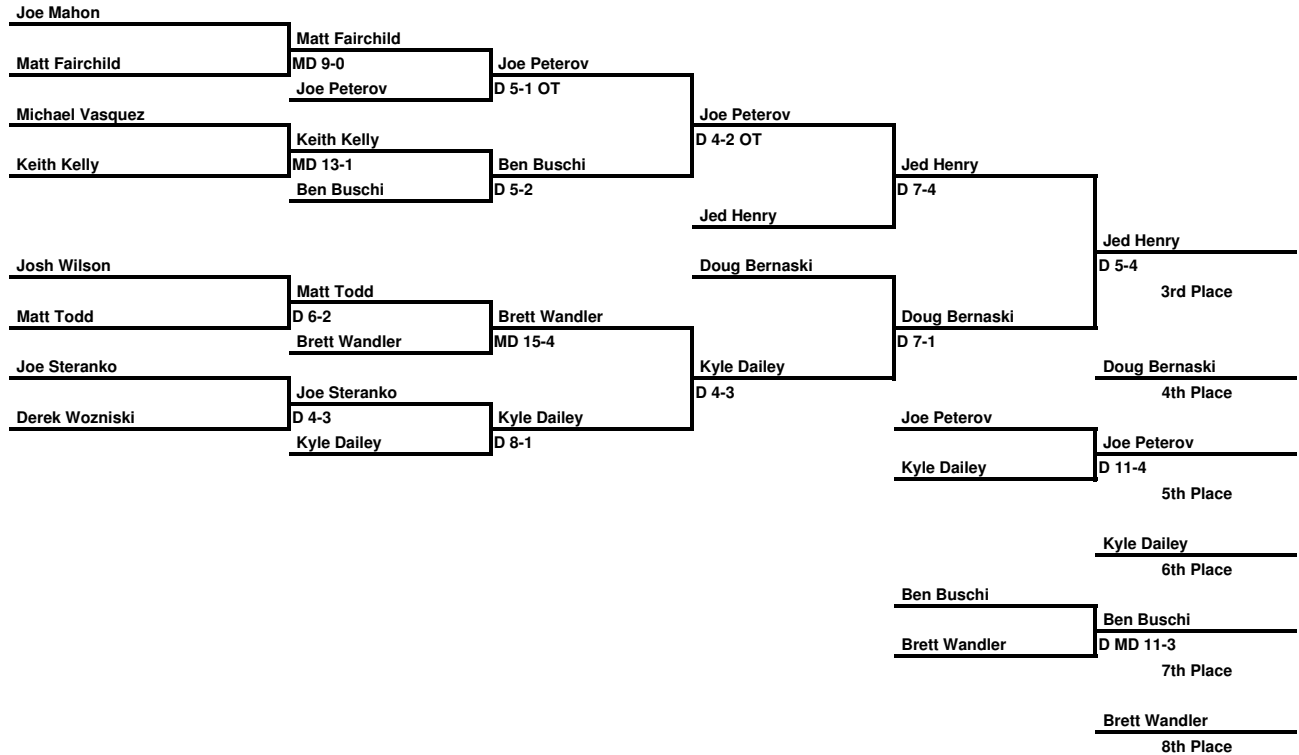 Joe Mahon
Matt Fairchild
Matt Fairchild
MD 9-0
Joe Peterov
Joe Peterov
D 5-1 OT
Michael Vasquez
Keith Kelly
Keith Kelly
MD 13-1
Ben Buschi
Ben Buschi
D 5-2
Joe Peterov
D 4-2 OT
Jed Henry
Jed Henry
D 7-4
Josh Wilson
Matt Todd
Matt Todd
D 6-2
Brett Wandler
Brett Wandler
MD 15-4
Joe Steranko
Derek Wozniski
Joe Steranko
D 4-3
Kyle Dailey
Kyle Dailey
D 8-1
Doug Bernaski
Kyle Dailey
D 4-3
Doug Bernaski
D 7-1
Jed Henry
D 5-4
3rd Place
Doug Bernaski
4th Place
Joe Peterov
Kyle Dailey
Joe Peterov
D 11-4
5th Place
Kyle Dailey
6th Place
Ben Buschi
Brett Wandler
Ben Buschi
D MD 11-3
7th Place
Brett Wandler
8th Place